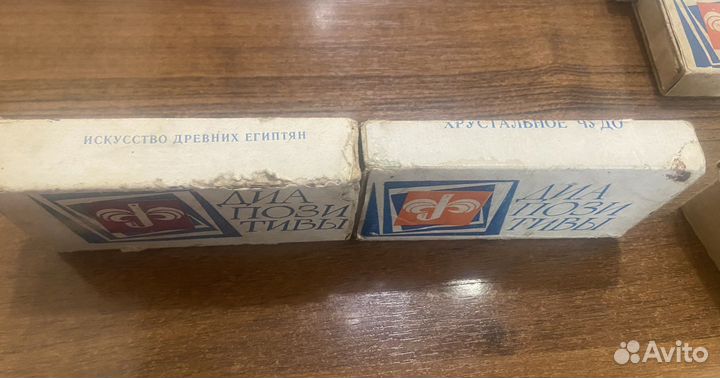 ИСКУССТВО ДРЕВНИХ ЕГИПТЯН
ХРУСТАЛЬНОЕ ЧУДО
ДИА
ПОЗИ
ТИВЫ
ДИА
ПОЗИ
ТИВЫ
Avito